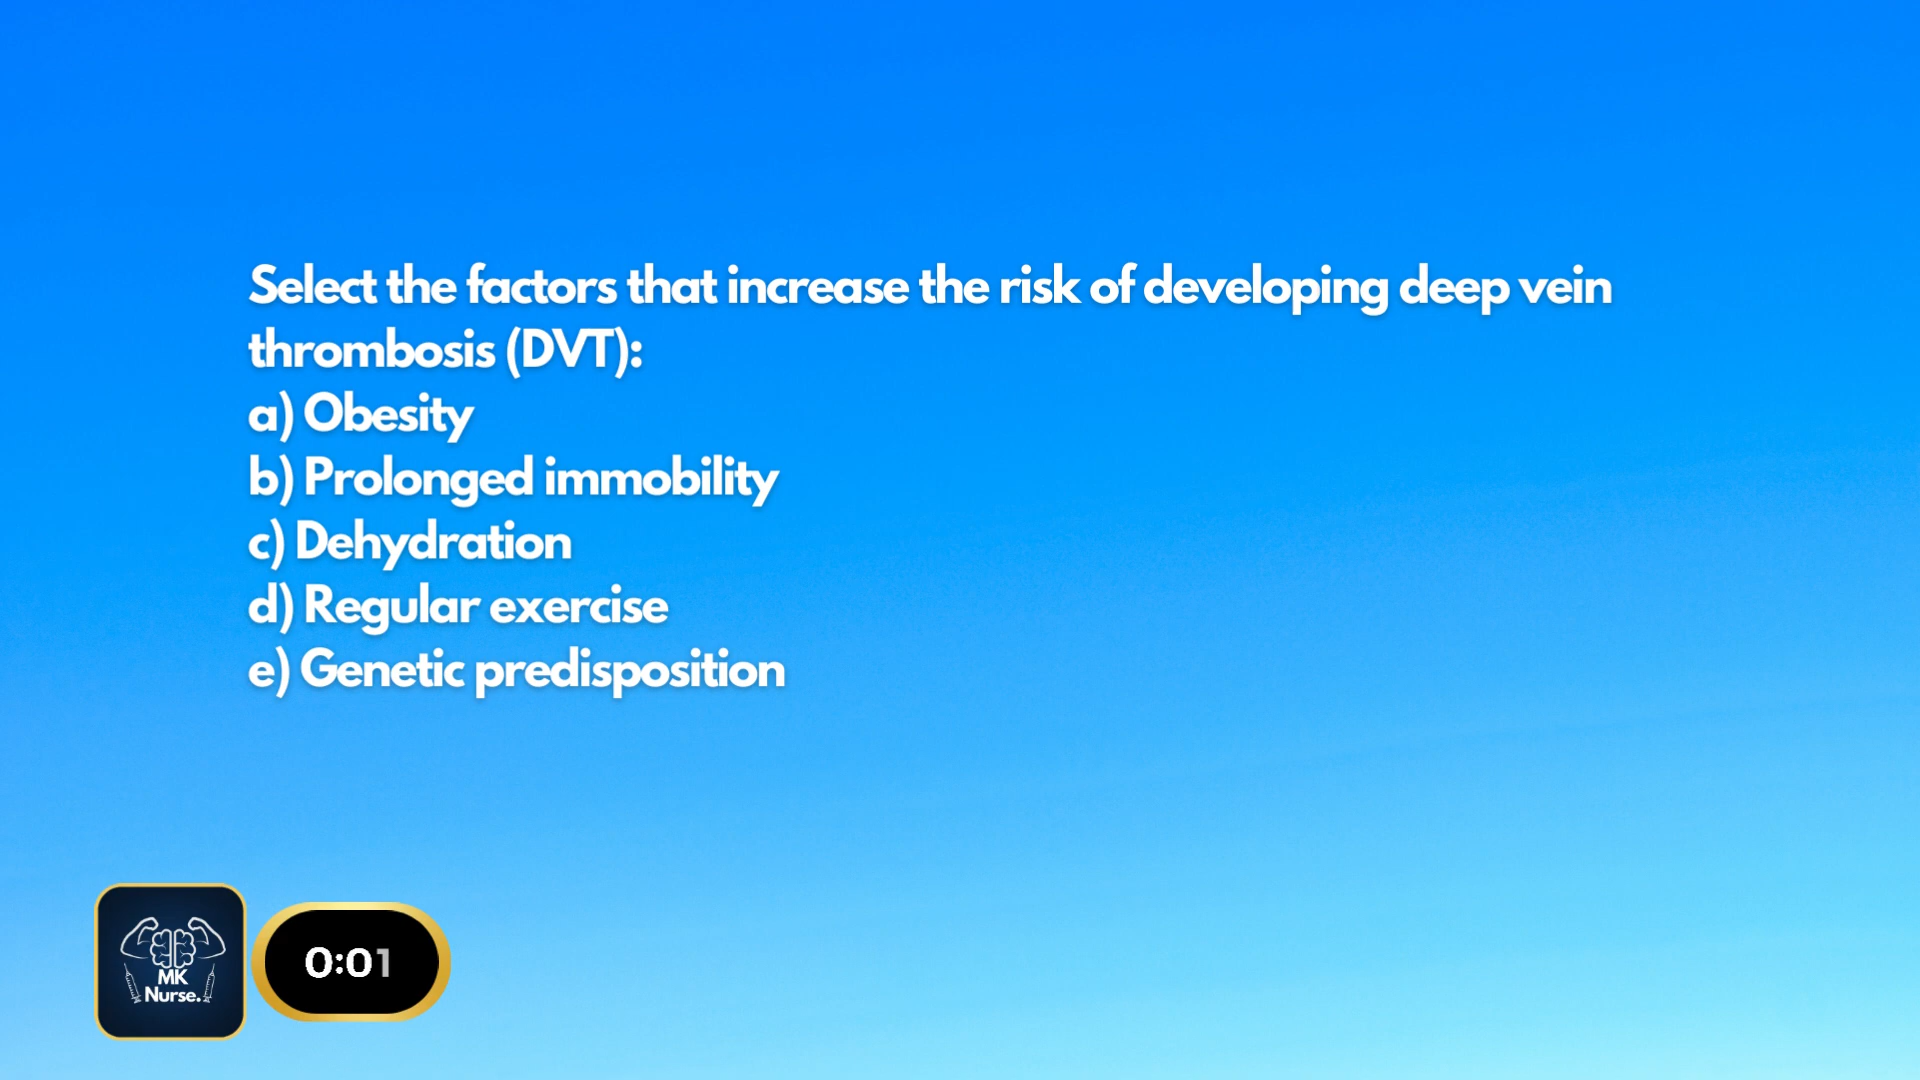 Select the factors that increase the risk of developing deep vein
thrombosis (DVT):
a) Obesity
b) Prolonged immobility
c) Dehydration
d) Regular exercise
e) Genetic predisposition
MK
Nurse.
0:01